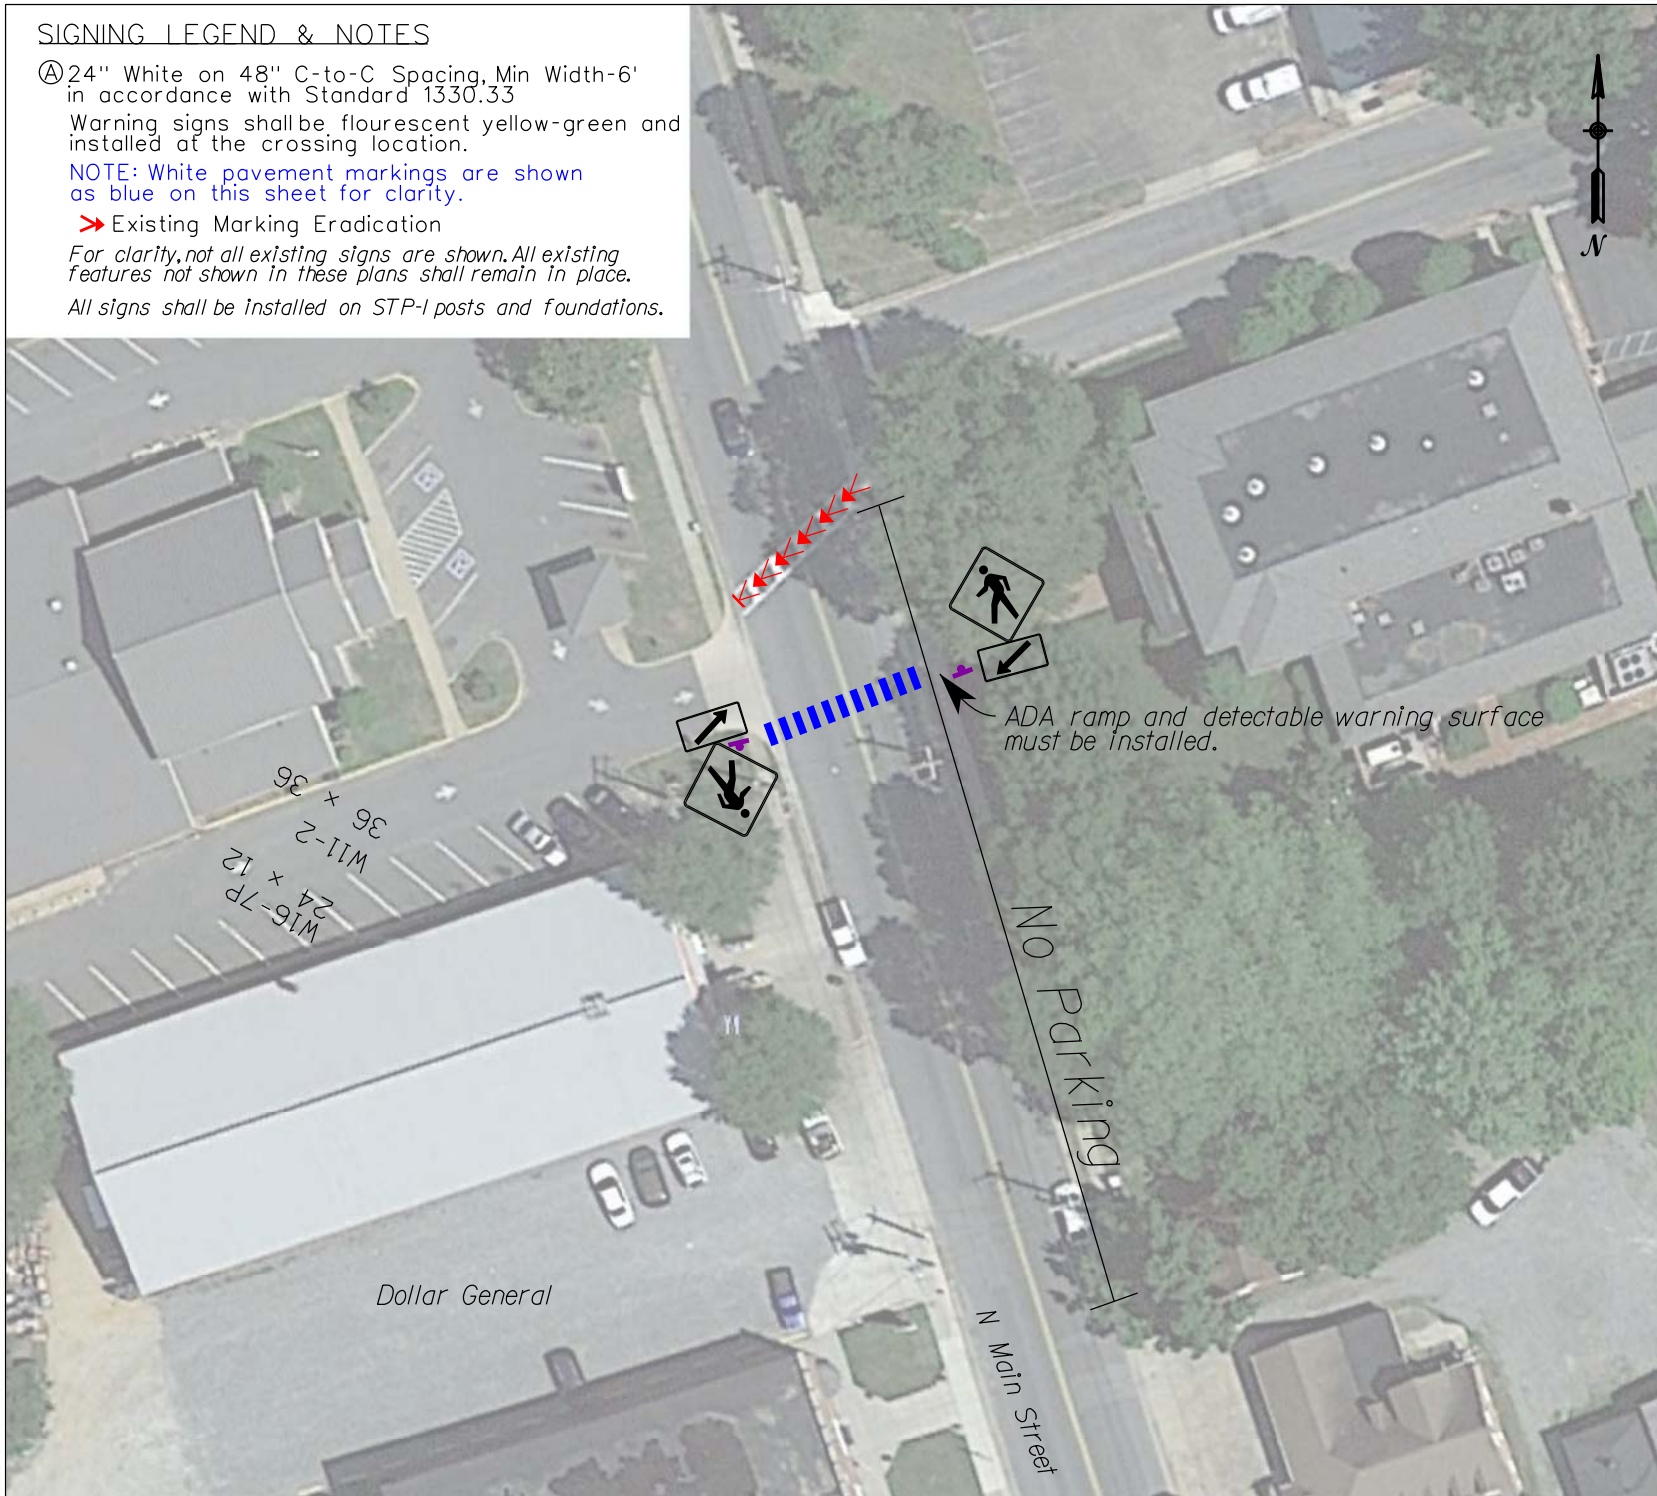 SIGNING LEGEND & NOTES
Ⓐ 24" White on 48" C-to-C Spacing, Min Width-6'
in accordance with Standard 1330.33
Warning signs shall be flourescent yellow-green and
installed at the crossing location.
NOTE: White pavement markings are shown
as blue on this sheet for clarity.
Existing Marking Eradication
For clarity, not all existing signs are shown. All existing
features not shown in these plans shall remain in place.
All signs shall be installed on STP-1 posts and foundations.
N
ADA ramp and detectable warning surface
must be installed.
36 x 36
W11-2
24 x 12
W16-7P
No Parking
Dollar General
N Main Street